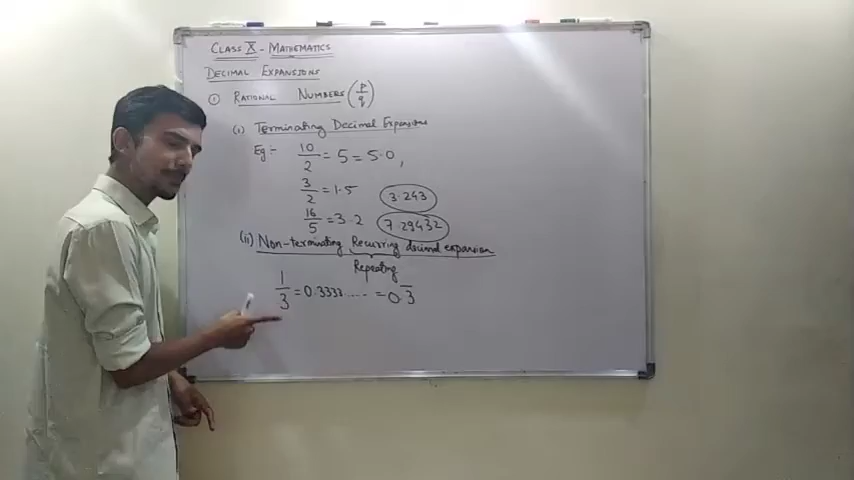 CLASS X - MATHEMATICS
DECIMAL EXPANSIONS
① RATIONAL NUMBERS (p/q)
(i) Terminating Decimal Expansions
Eg:- 10/2 = 5 = 5.0,
3/2 = 1.5
3.243
16/5 = 3.2
7.29432
(ii) Non-terminating Recurring decimal expansion
Repeating
1/3 = 0.3333..... = 0.3̅